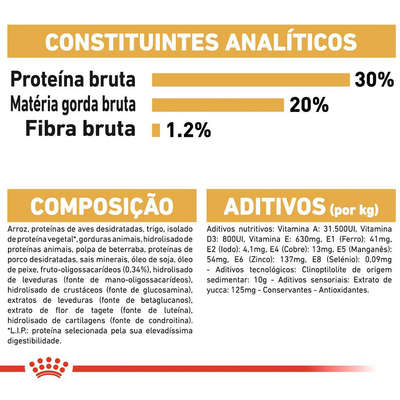 CONSTITUINTES ANALÍTICOS
Proteína bruta 30%
Matéria gorda bruta 20%
Fibra bruta 1.2%
COMPOSIÇÃO
Arroz, proteínas de aves desidratadas, trigo, isolado
de proteína vegetal*, gorduras animais, hidrolisado de
proteínas animais, polpa de beterraba, proteínas de
porco desidratadas, sais minerais, óleo de soja, óleo
de peixe, fruto-oligossacarídeos (0.34%), hidrolisado
de leveduras (fonte de mano-oligossacarídeos),
hidrolisado de crustáceos (fonte de glucosamina),
extratos de leveduras (fonte de betaglucanos),
extrato de flor de tagete (fonte de luteína),
hidrolisado de cartilagens (fonte de condroitina).
*L.I.P.: proteína selecionada pela sua elevadíssima
digestibilidade.
ADITIVOS (por kg)
Aditivos nutritivos: Vitamina A: 31.500UI, Vitamina
D3: 800UI, Vitamina E: 630mg, E1 (Ferro): 41mg,
E2 (Iodo): 4,1mg, E4 (Cobre): 13mg, E5 (Manganês):
54mg, E6 (Zinco): 137mg, E8 (Selénio): 0.09mg
- Aditivos tecnológicos: Clinoptilolite de origem
sedimentar: 10g - Aditivos sensoriais: Extrato de
yucca: 125mg - Conservantes - Antioxidantes.